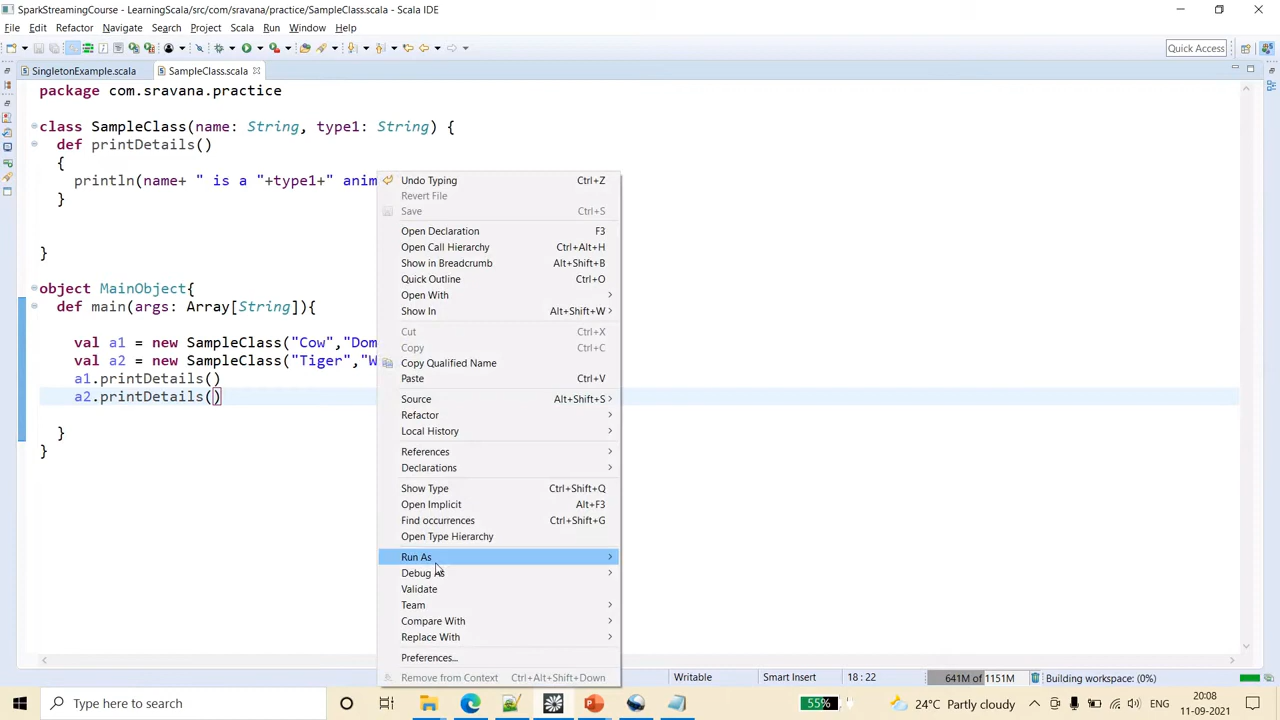 SparkStreamingCourse - LearningScala/src/com/sravana/practice/SampleClass.scala - Scala IDE
File Edit Refactor Navigate Search Project Scala Run Window Help
Quick Access
SingletonExample.scala SampleClass.scala
package com.sravana.practice
class SampleClass(name: String, type1: String) {
def printDetails()
{
println(name+ " is a "+type1+" anim
}
}
object MainObject{
def main(args: Array[String]){
val a1 = new SampleClass("Cow","Dom
val a2 = new SampleClass("Tiger","W
a1.printDetails()
a2.printDetails()
}
}
Undo Typing Ctrl+Z
Revert File
Save Ctrl+S
Open Declaration F3
Open Call Hierarchy Ctrl+Alt+H
Show in Breadcrumb Alt+Shift+B
Quick Outline Ctrl+O
Open With
Show In Alt+Shift+W
Cut Ctrl+X
Copy Ctrl+C
Copy Qualified Name
Paste Ctrl+V
Source Alt+Shift+S
Refactor
Local History
References
Declarations
Show Type Ctrl+Shift+Q
Open Implicit Alt+F3
Find occurrences Ctrl+Shift+G
Open Type Hierarchy
Run As
Debug As
Validate
Team
Compare With
Replace With
Preferences...
Remove from Context Ctrl+Alt+Shift+Down
Writable Smart Insert 18 : 22 641M of 1151M Building workspace: (0%)
Type here to search 55% 24°C Partly cloudy 20:08
11-09-2021